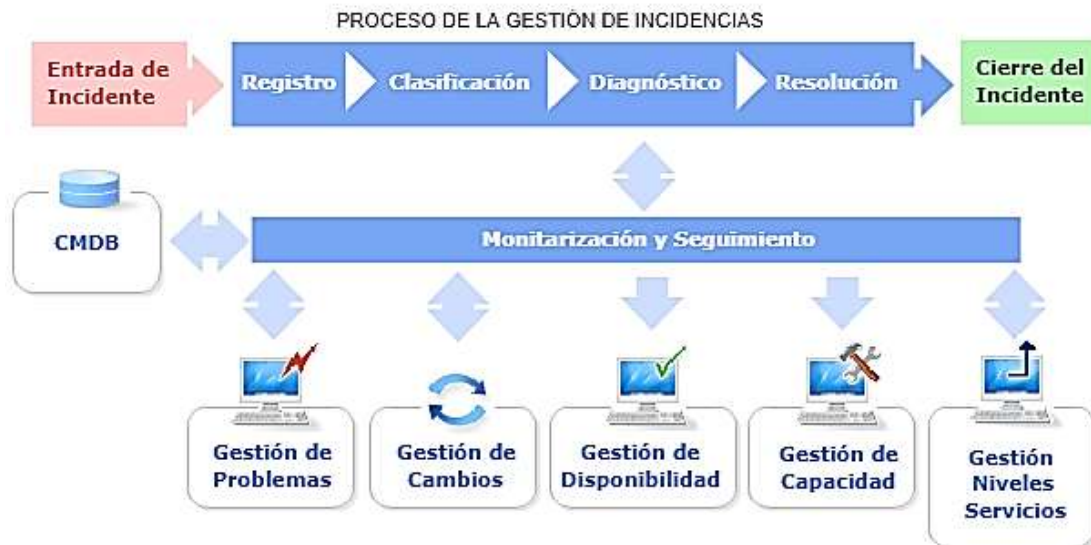 PROCESO DE LA GESTIÓN DE INCIDENCIAS
Entrada de
Incidente
Registro
Clasificación
Diagnóstico
Resolución
Cierre del
Incidente
CMDB
Monitarización y Seguimiento
Gestión de
Problemas
Gestión de
Cambios
Gestión de
Disponibilidad
Gestión de
Capacidad
Gestión
Niveles
Servicios